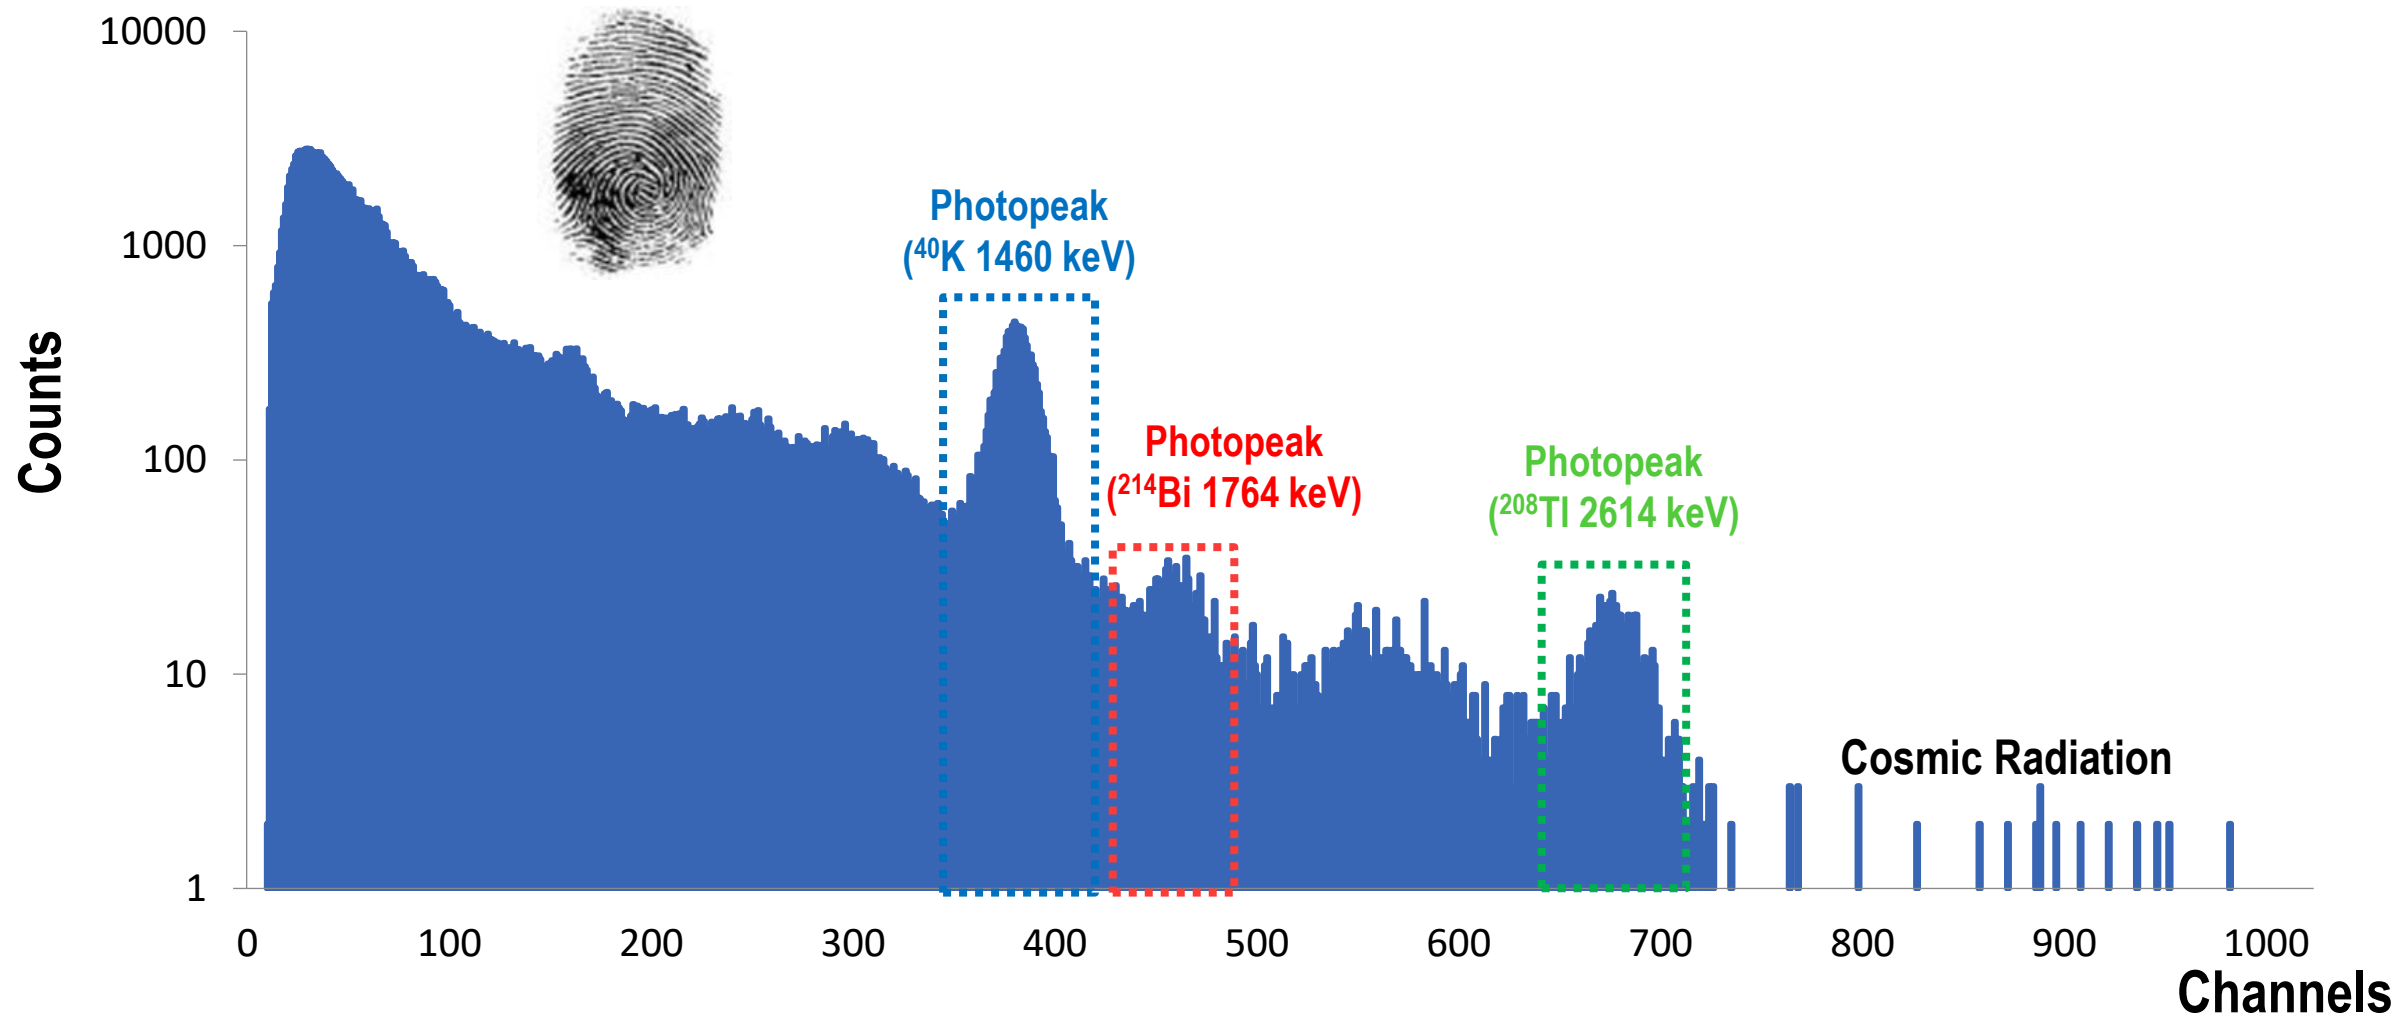 10000
1000
100
10
1
Counts
Photopeak
(⁴⁰K 1460 keV)
Photopeak
(²¹⁴Bi 1764 keV)
Photopeak
(²⁰⁸Tl 2614 keV)
Cosmic Radiation
0 100 200 300 400 500 600 700 800 900 1000
Channels